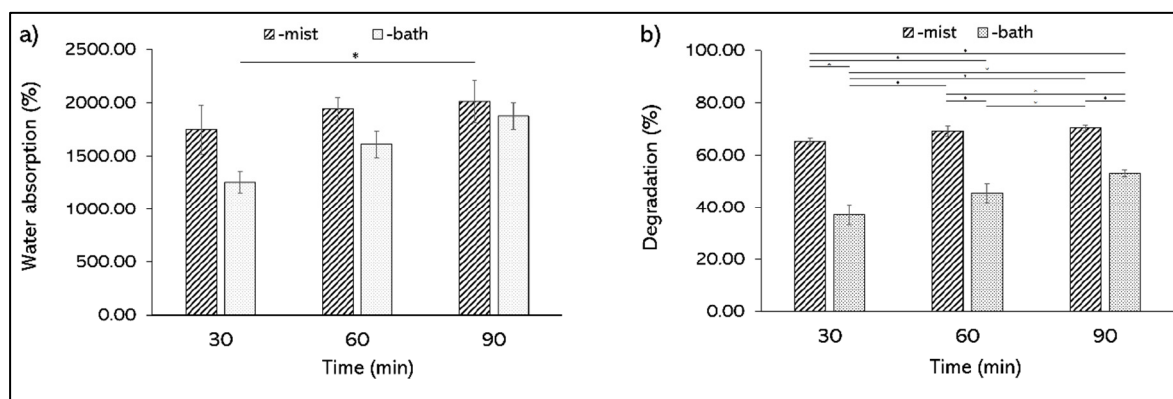 a)
-mist -bath
*
2500.00
2000.00
1500.00
1000.00
500.00
0.00
Water absorption (%)
30 60 90
Time (min)
b)
-mist -bath
100.00
80.00
60.00
40.00
20.00
0.00
Degradation (%)
30 60 90
Time (min)